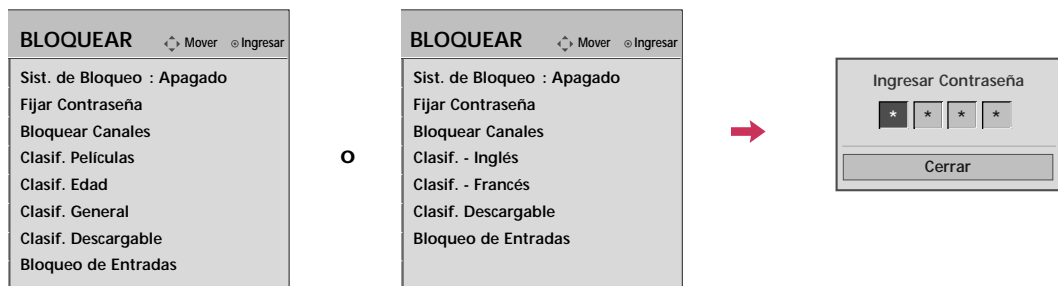 BLOQUEAR Mover Ingresar
Sist. de Bloqueo : Apagado
Fijar Contraseña
Bloquear Canales
Clasif. Películas
Clasif. Edad
Clasif. General
Clasif. Descargable
Bloqueo de Entradas
O
BLOQUEAR Mover Ingresar
Sist. de Bloqueo : Apagado
Fijar Contraseña
Bloquear Canales
Clasif. - Inglés
Clasif. - Francés
Clasif. Descargable
Bloqueo de Entradas
Ingresar Contraseña
* * * *
Cerrar